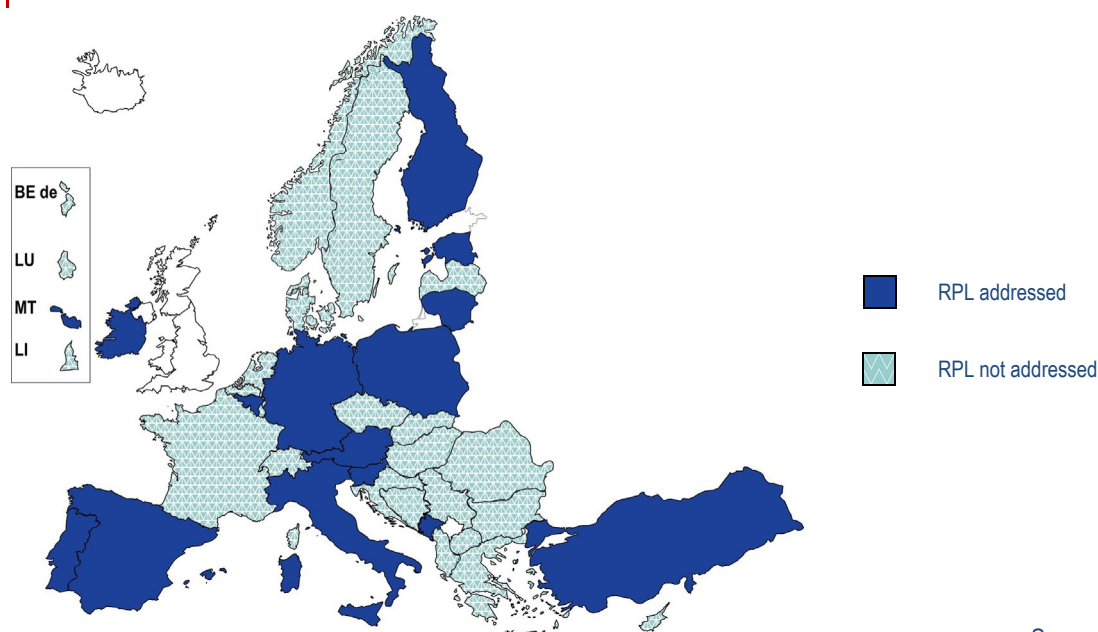 BE de
LU
MT
LI
RPL addressed
RPL not addressed